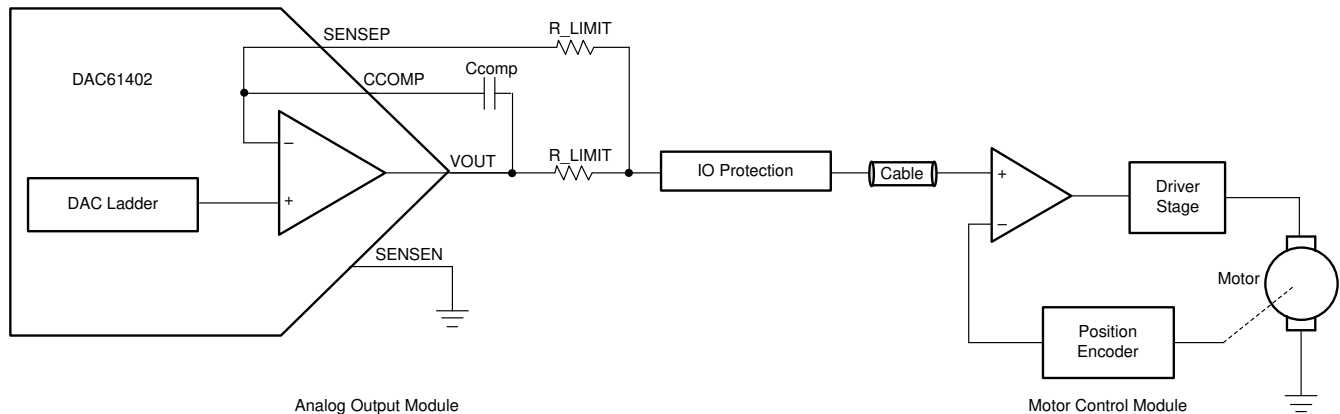 SENSEP
R_LIMIT
DAC61402
CCOMP
Ccomp
VOUT
R_LIMIT
IO Protection
Cable
Driver
Stage
DAC Ladder
−
+
+
−
SENSEN
Motor
Position
Encoder
Analog Output Module
Motor Control Module